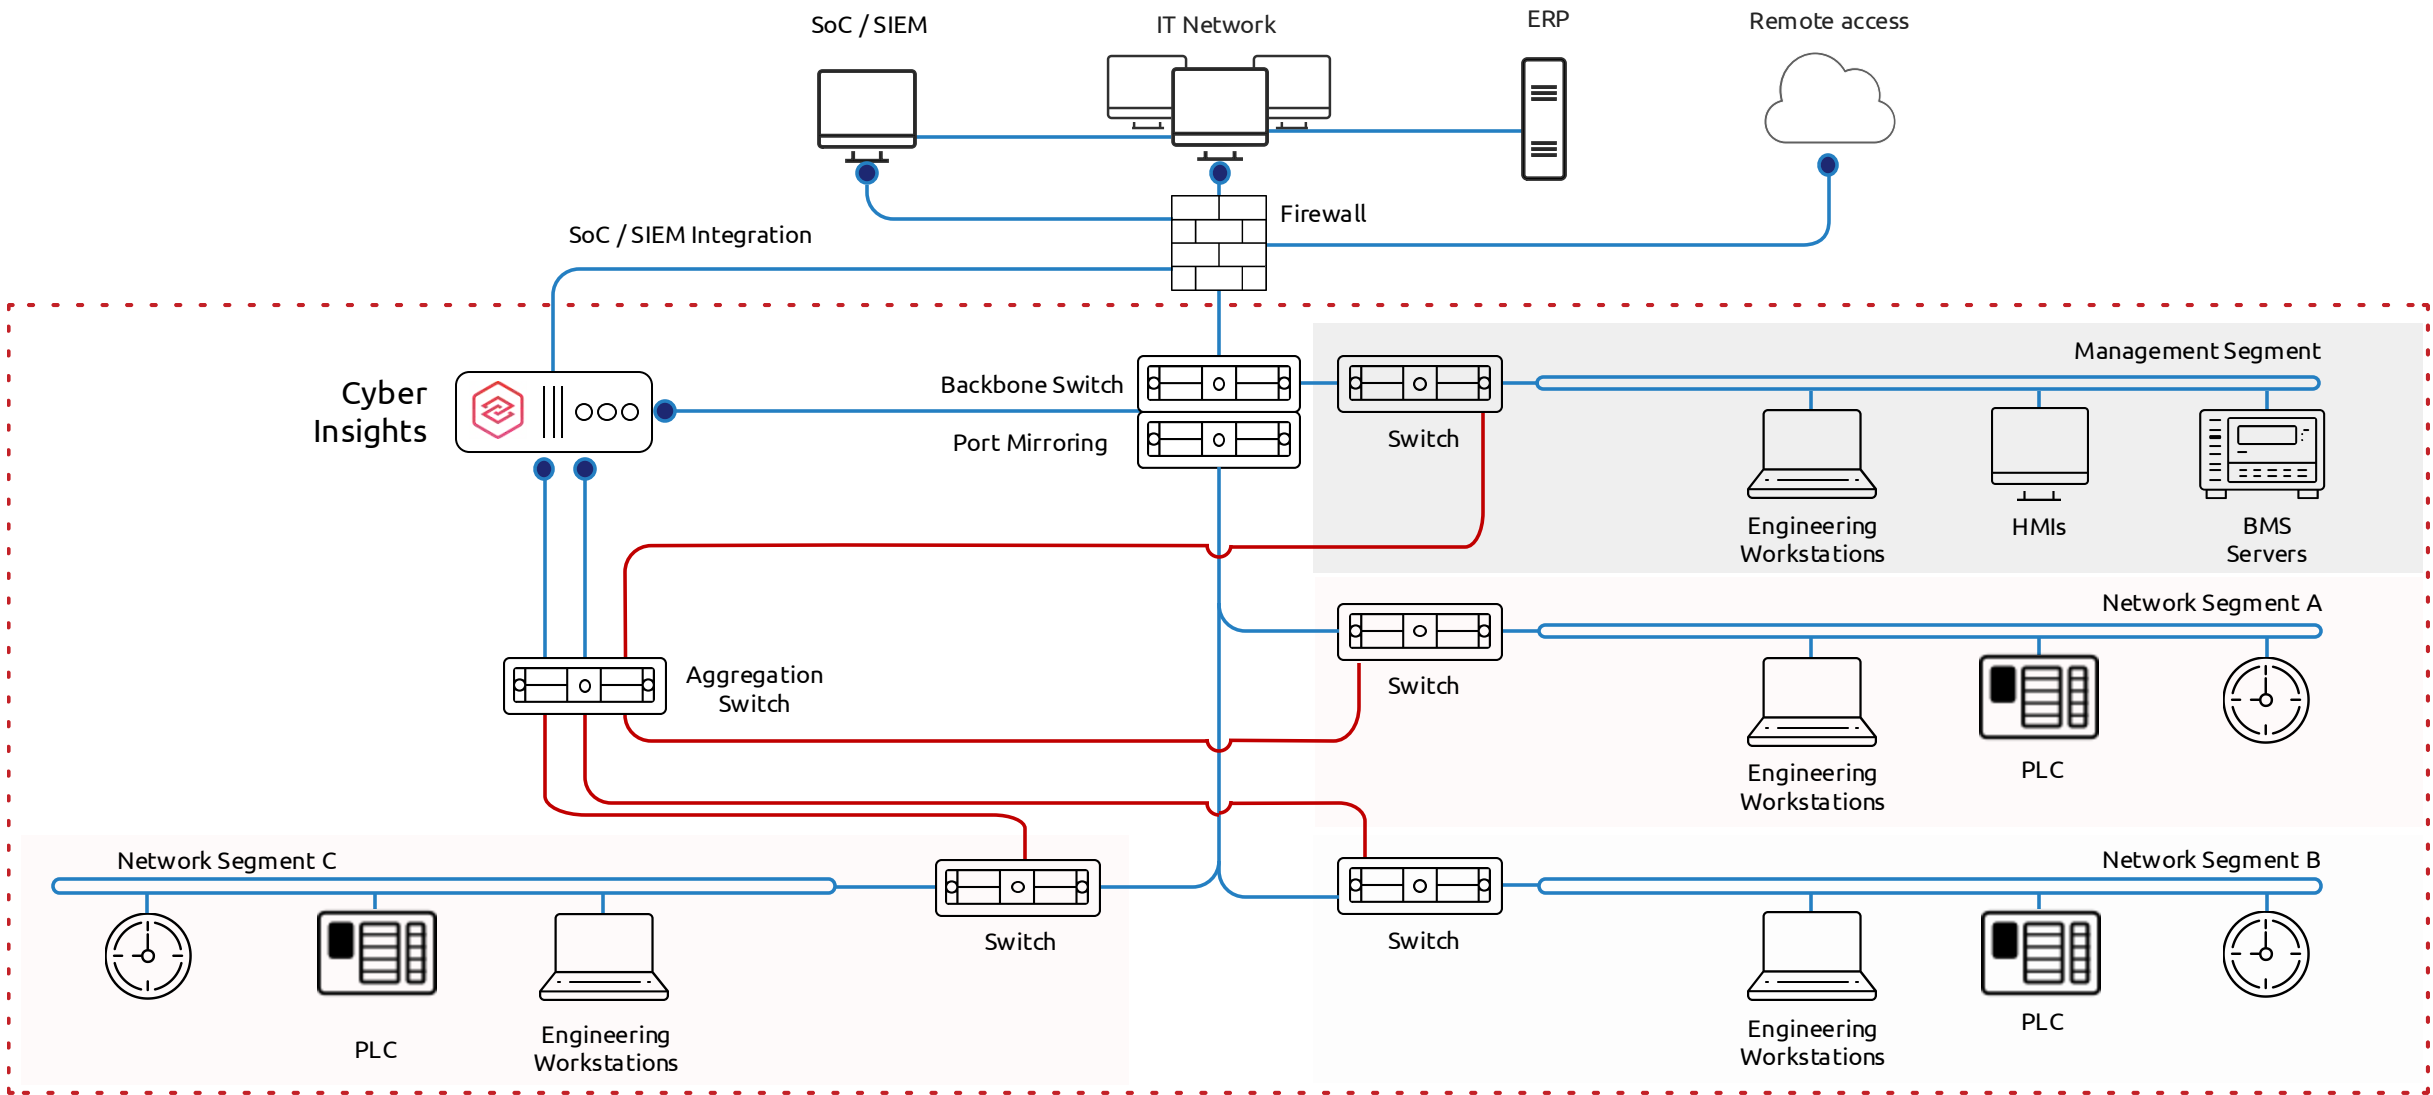 SoC / SIEM
IT Network
ERP
Remote access
Firewall
SoC / SIEM Integration
Cyber
Insights
Backbone Switch
Port Mirroring
Switch
Management Segment
Engineering
Workstations
HMIs
BMS
Servers
Network Segment A
Aggregation
Switch
Switch
Engineering
Workstations
PLC
Network Segment C
Network Segment B
Switch
Switch
PLC
Engineering
Workstations
Engineering
Workstations
PLC